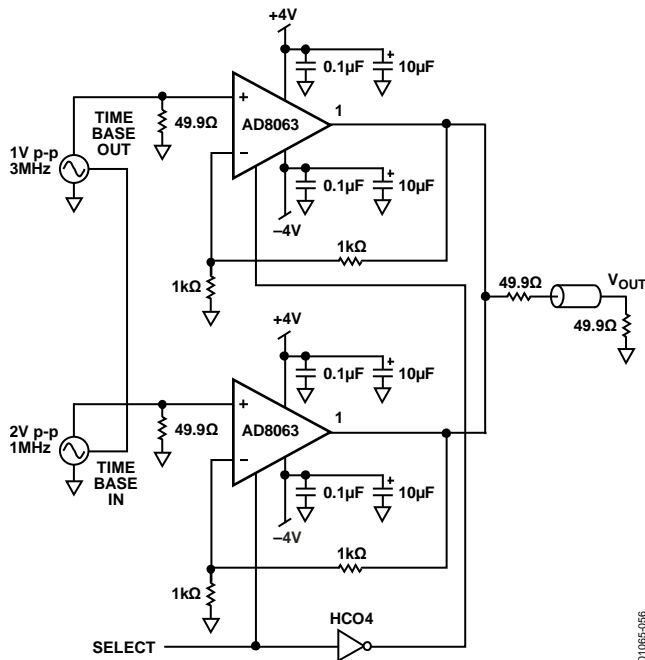 +4V
0.1µF
10µF
+
TIME
BASE
OUT
49.9Ω
+
AD8063
1
1V p-p
3MHz
–
0.1µF
10µF
+
–4V
1kΩ
1kΩ
49.9Ω
VOUT
49.9Ω
+4V
0.1µF
10µF
+
2V p-p
1MHz
49.9Ω
+
AD8063
1
–
TIME
BASE
IN
0.1µF
10µF
+
–4V
1kΩ
1kΩ
HCO4
SELECT
01065-056